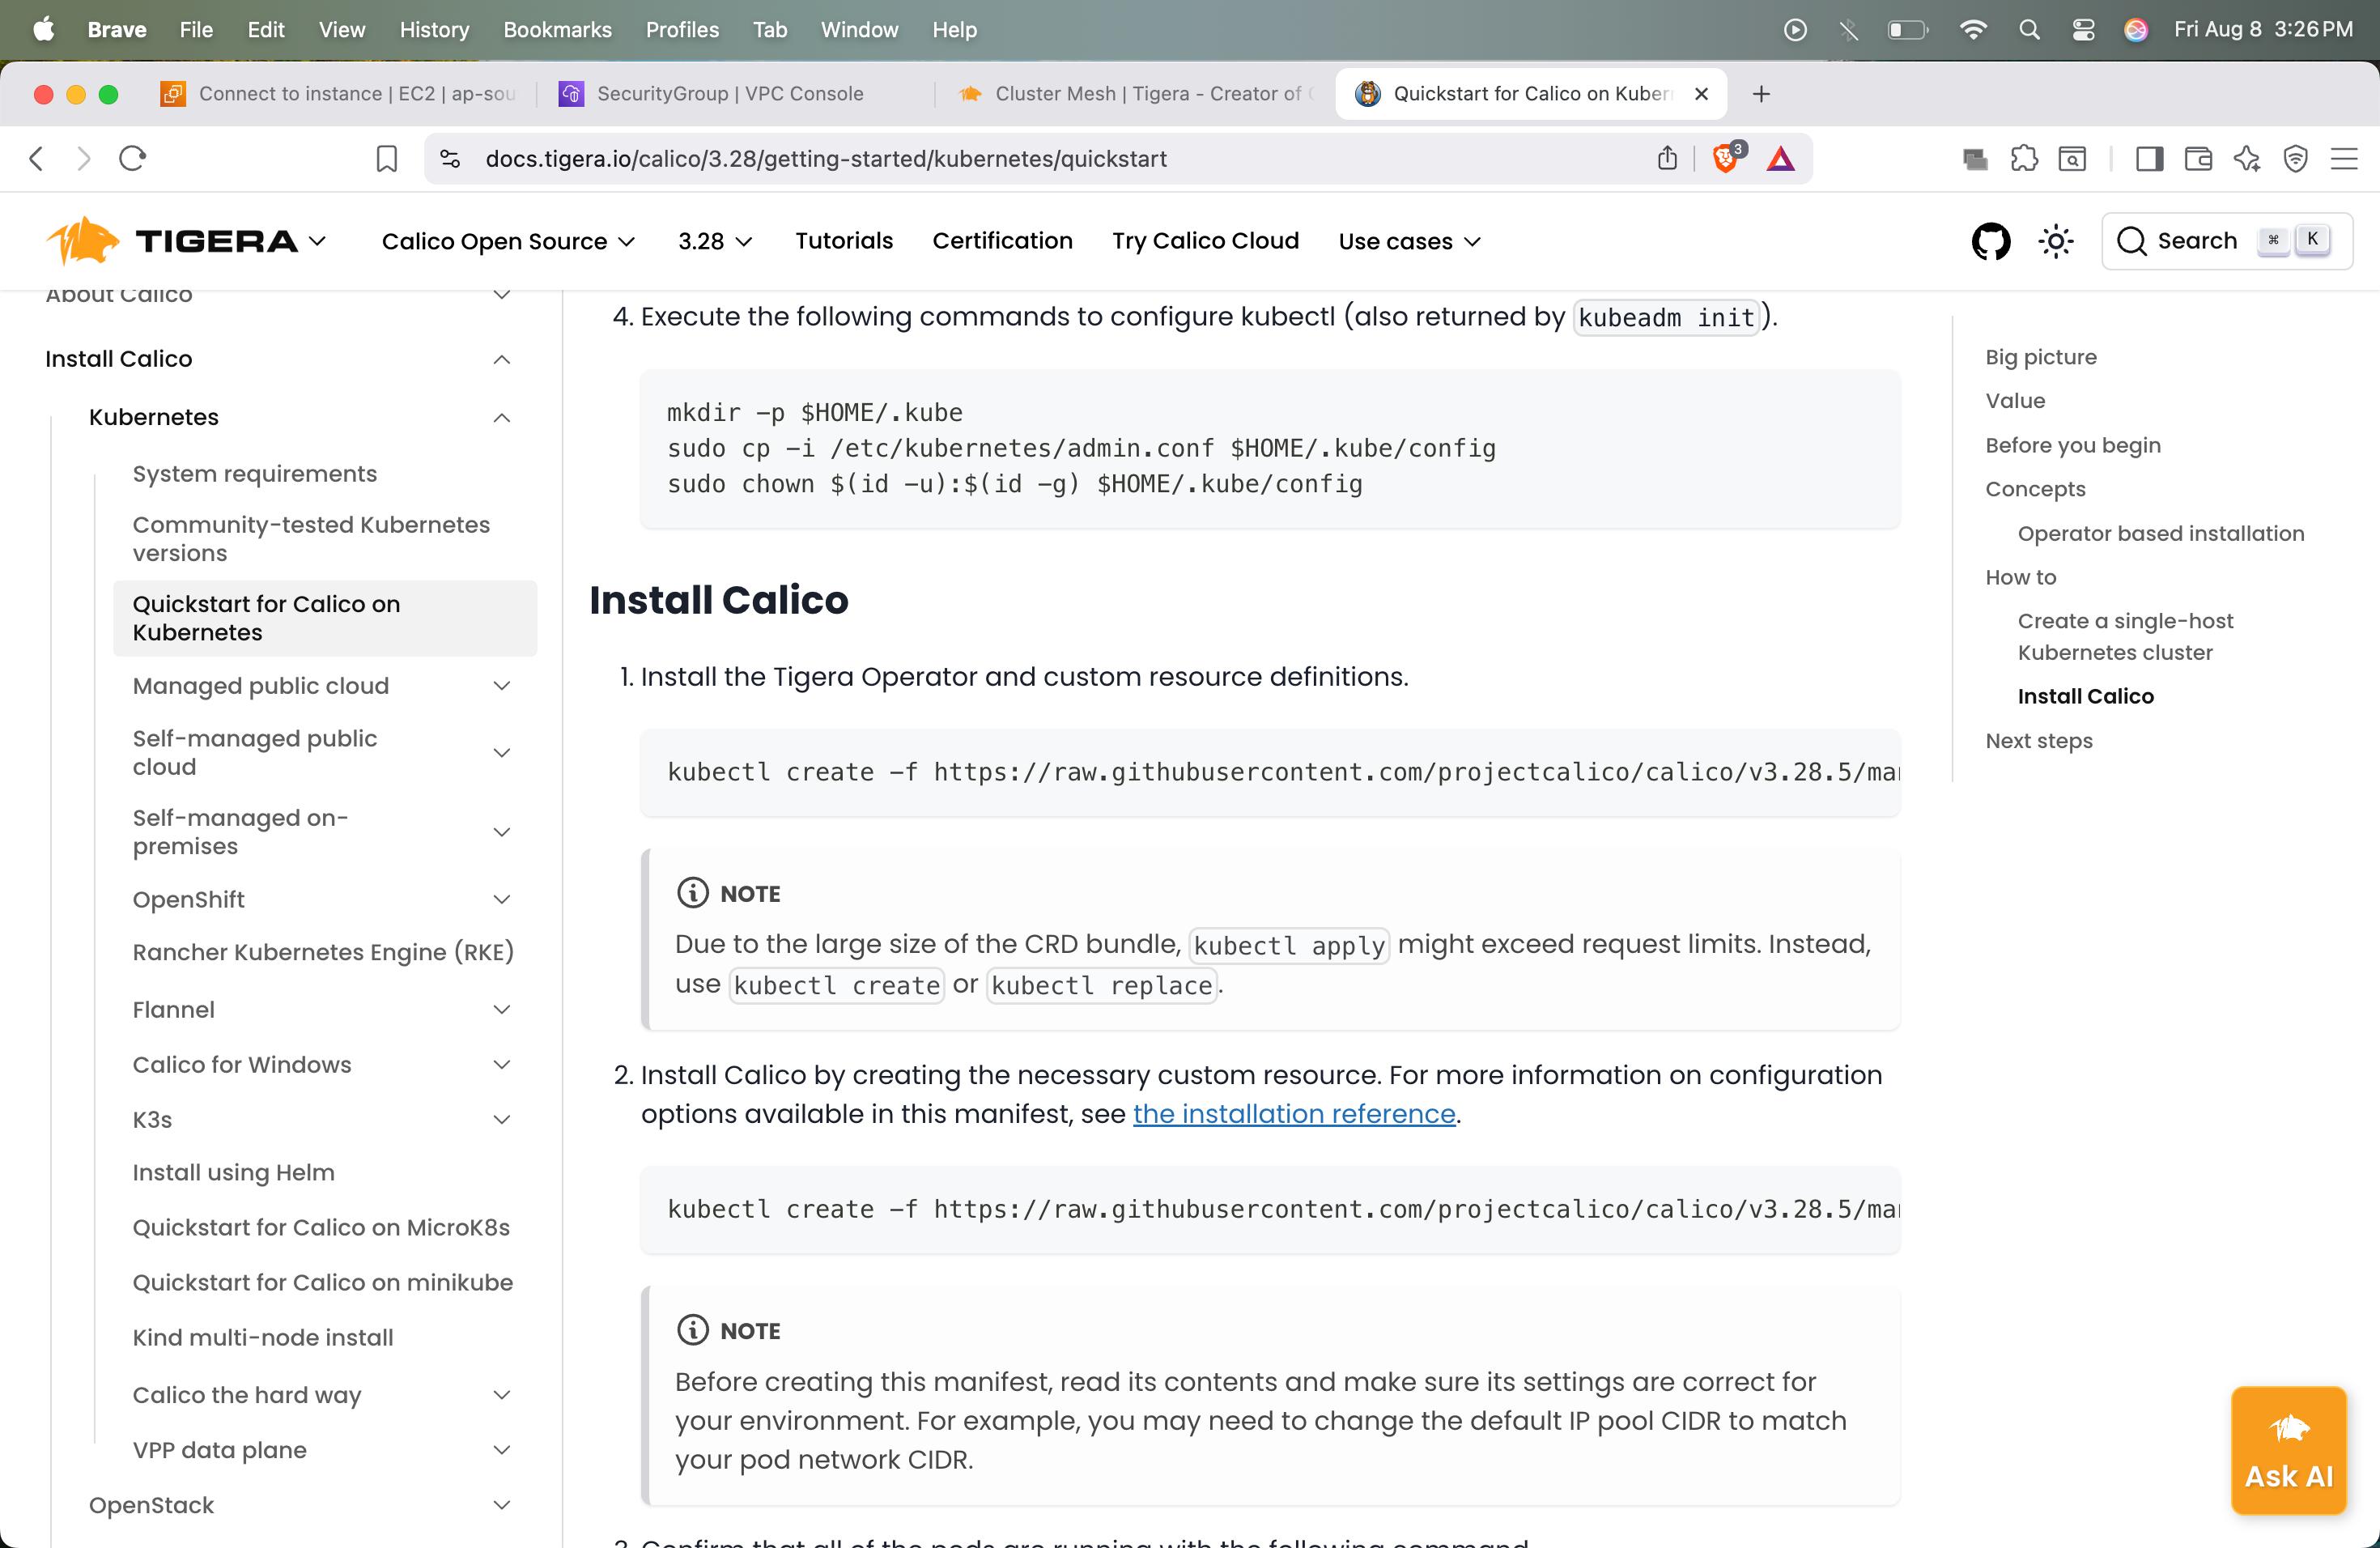 Brave File Edit View History Bookmarks Profiles Tab Window Help Fri Aug 8 3:26 PM
Connect to instance | EC2 | ap-sou SecurityGroup | VPC Console Cluster Mesh | Tigera - Creator of Quickstart for Calico on Kuber
docs.tigera.io/calico/3.28/getting-started/kubernetes/quickstart 3
TIGERA Calico Open Source 3.28 Tutorials Certification Try Calico Cloud Use cases Search ⌘ K
About Calico
Install Calico
Kubernetes
System requirements
Community-tested Kubernetes
versions
Quickstart for Calico on
Kubernetes
Managed public cloud
Self-managed public
cloud
Self-managed on-
premises
OpenShift
Rancher Kubernetes Engine (RKE)
Flannel
Calico for Windows
K3s
Install using Helm
Quickstart for Calico on MicroK8s
Quickstart for Calico on minikube
Kind multi-node install
Calico the hard way
VPP data plane
OpenStack
4. Execute the following commands to configure kubectl (also returned by kubeadm init).
mkdir -p $HOME/.kube
sudo cp -i /etc/kubernetes/admin.conf $HOME/.kube/config
sudo chown $(id -u):$(id -g) $HOME/.kube/config
Install Calico
1. Install the Tigera Operator and custom resource definitions.
kubectl create -f https://raw.githubusercontent.com/projectcalico/calico/v3.28.5/man
NOTE
Due to the large size of the CRD bundle, kubectl apply might exceed request limits. Instead,
use kubectl create or kubectl replace.
2. Install Calico by creating the necessary custom resource. For more information on configuration
options available in this manifest, see the installation reference.
kubectl create -f https://raw.githubusercontent.com/projectcalico/calico/v3.28.5/man
NOTE
Before creating this manifest, read its contents and make sure its settings are correct for
your environment. For example, you may need to change the default IP pool CIDR to match
your pod network CIDR.
3. Confirm that all of the pods are running with the following command
Big picture
Value
Before you begin
Concepts
Operator based installation
How to
Create a single-host
Kubernetes cluster
Install Calico
Next steps
Ask AI